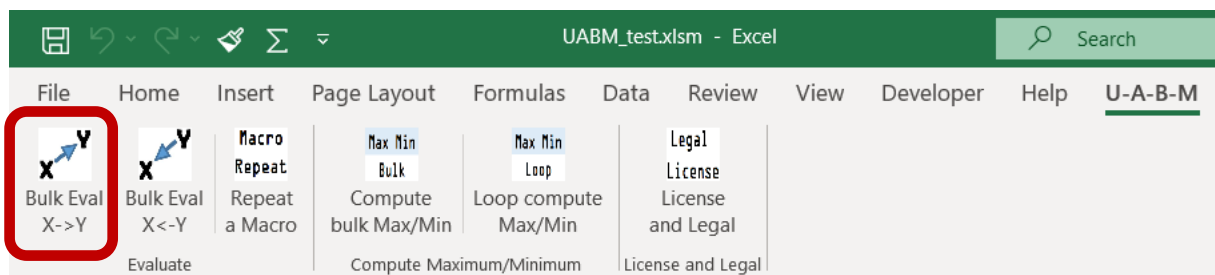 UABM_test.xlsm - Excel
Search
File Home Insert Page Layout Formulas Data Review View Developer Help U-A-B-M
X Y
Bulk Eval
X->Y
X Y
Bulk Eval
X<-Y
Macro
Repeat
Repeat
a Macro
Evaluate
Max Min
Bulk
Compute
bulk Max/Min
Max Min
Loop
Loop compute
Max/Min
Compute Maximum/Minimum
Legal
License
License
and Legal
License and Legal